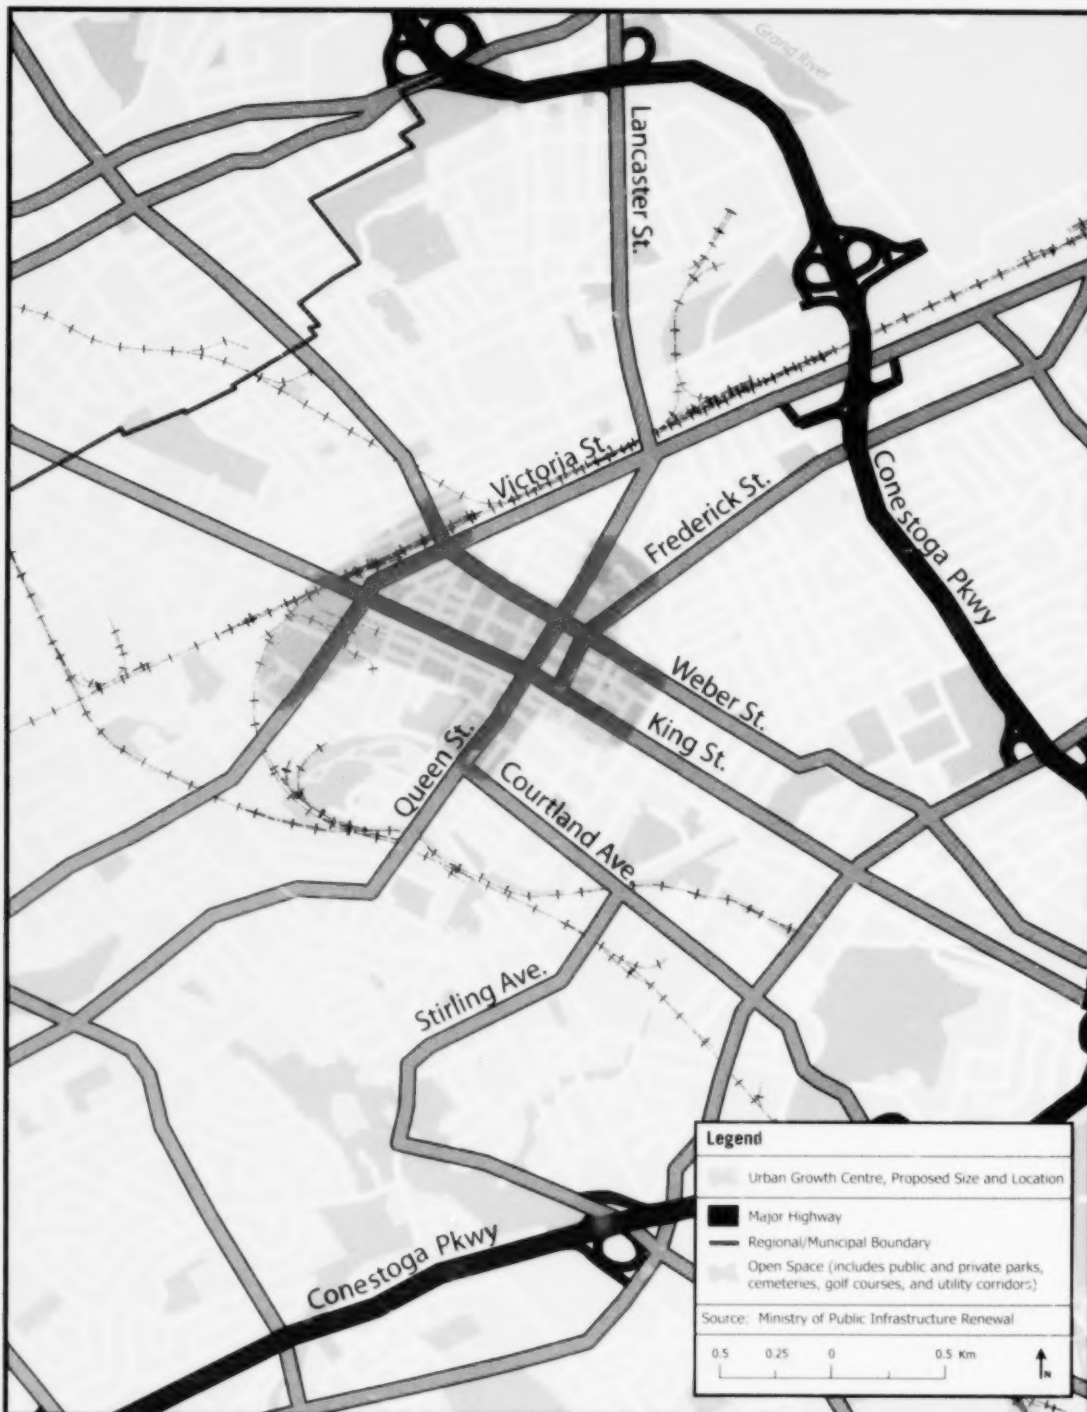 Grand River
Lancaster St.
Victoria St.
Frederick St.
Conestoga Pkwy
Weber St.
King St.
Queen St.
Courtland Ave.
Stirling Ave.
Conestoga Pkwy
Legend
Urban Growth Centre, Proposed Size and Location
Major Highway
Regional/Municipal Boundary
Open Space (includes public and private parks,
cemeteries, golf courses, and utility corridors)
Source: Ministry of Public Infrastructure Renewal
0.5 0.25 0 0.5 Km
N